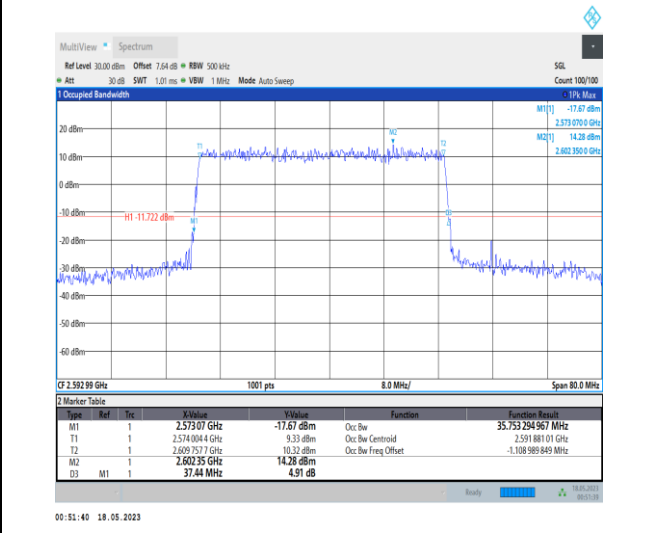 MultiView Spectrum
Ref Level 30.00 dBm Offset 7.64 dB RBW 500 kHz SGL
Att 30 dB SWT 1.01 ms VBW 1 MHz Mode Auto Sweep Count 100/100
1 Occupied Bandwidth 1Pk Max
M1[1] -17.67 dBm
2.573 070 0 GHz
M2[1] 14.28 dBm
2.602 350 0 GHz
20 dBm
M2
T1 T2
10 dBm
0 dBm
-10 dBm
D3
H1 -11.722 dBm
M1
-20 dBm
-30 dBm
-40 dBm
-50 dBm
-60 dBm
CF 2.592 99 GHz 1001 pts 8.0 MHz/ Span 80.0 MHz
2 Marker Table
Type Ref Trc X-Value Y-Value Function Function Result
M1 1 2.573 07 GHz -17.67 dBm Occ Bw 35.753 294 967 MHz
T1 1 2.574 004 4 GHz 9.33 dBm Occ Bw Centroid 2.591 881 01 GHz
T2 1 2.609 757 7 GHz 10.32 dBm Occ Bw Freq Offset -1.108 989 849 MHz
M2 1 2.602 35 GHz 14.28 dBm
D3 M1 1 37.44 MHz 4.91 dB
Ready 18.05.2023
00:51:39
00:51:40 18.05.2023